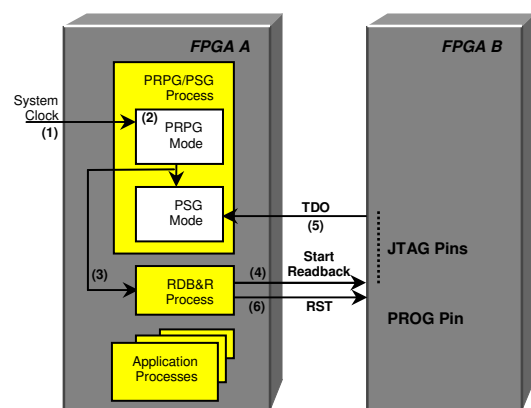 FPGA A
FPGA B
PRPG/PSG
Process
System
Clock
(1)
(2)
PRPG
Mode
PSG
Mode
TDO
(5)
JTAG Pins
(3)
RDB&R
Process
(4)
Start
Readback
(6)
RST
PROG Pin
Application
Processes